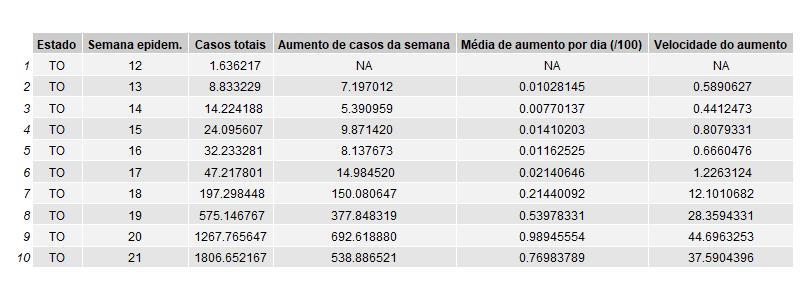 Estado Semana epidem. Casos totais Aumento de casos da semana Média de aumento por dia (/100) Velocidade do aumento
1 TO 12 1.636217 NA NA NA
2 TO 13 8.833229 7.197012 0.01028145 0.5890627
3 TO 14 14.224188 5.390959 0.00770137 0.4412473
4 TO 15 24.095607 9.871420 0.01410203 0.8079331
5 TO 16 32.233281 8.137673 0.01162525 0.6660476
6 TO 17 47.217801 14.984520 0.02140646 1.2263124
7 TO 18 197.298448 150.080647 0.21440092 12.1010682
8 TO 19 575.146767 377.848319 0.53978331 28.3594331
9 TO 20 1267.765647 692.618880 0.98945554 44.6963253
10 TO 21 1806.652167 538.886521 0.76983789 37.5904396